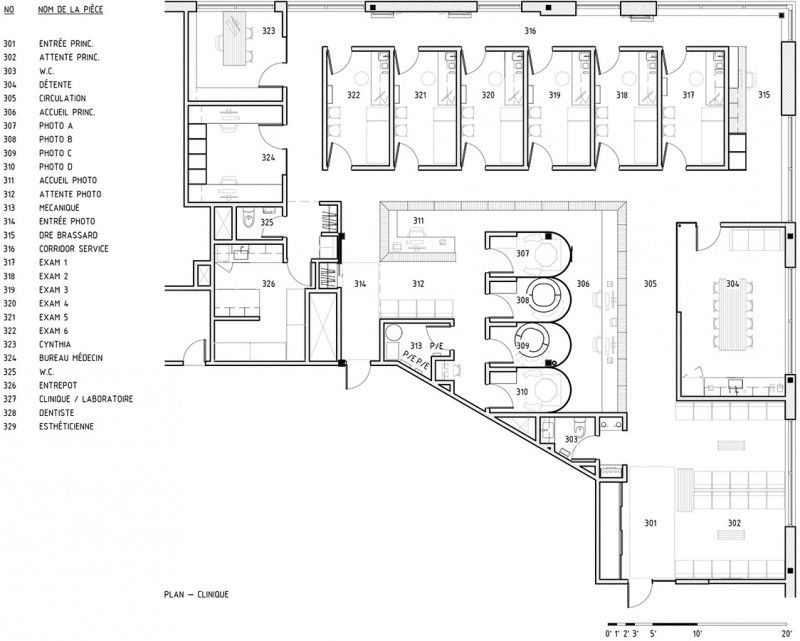 NO NOM DE LA PIÈCE
301 ENTRÉE PRINC.
302 ATTENTE PRINC.
303 W.C.
304 DÉTENTE
305 CIRCULATION
306 ACCUEIL PRINC.
307 PHOTO A
308 PHOTO B
309 PHOTO C
310 PHOTO D
311 ACCUEIL PHOTO
312 ATTENTE PHOTO
313 MECANIQUE
314 ENTRÉE PHOTO
315 DRE BRASSARD
316 CORRIDOR SERVICE
317 EXAM 1
318 EXAM 2
319 EXAM 3
320 EXAM 4
321 EXAM 5
322 EXAM 6
323 CYNTHIA
324 BUREAU MÉDECIN
325 W.C.
326 ENTREPOT
327 CLINIQUE / LABORATOIRE
328 DENTISTE
329 ESTHÉTICIENNE
323
316
322
321
320
319
318
317
315
324
325
311
307
326
314
312
308
306
305
304
313
P/E
P/E
P/E
309
310
303
301
302
PLAN – CLINIQUE
0' 1' 2' 3' 5' 10' 20'